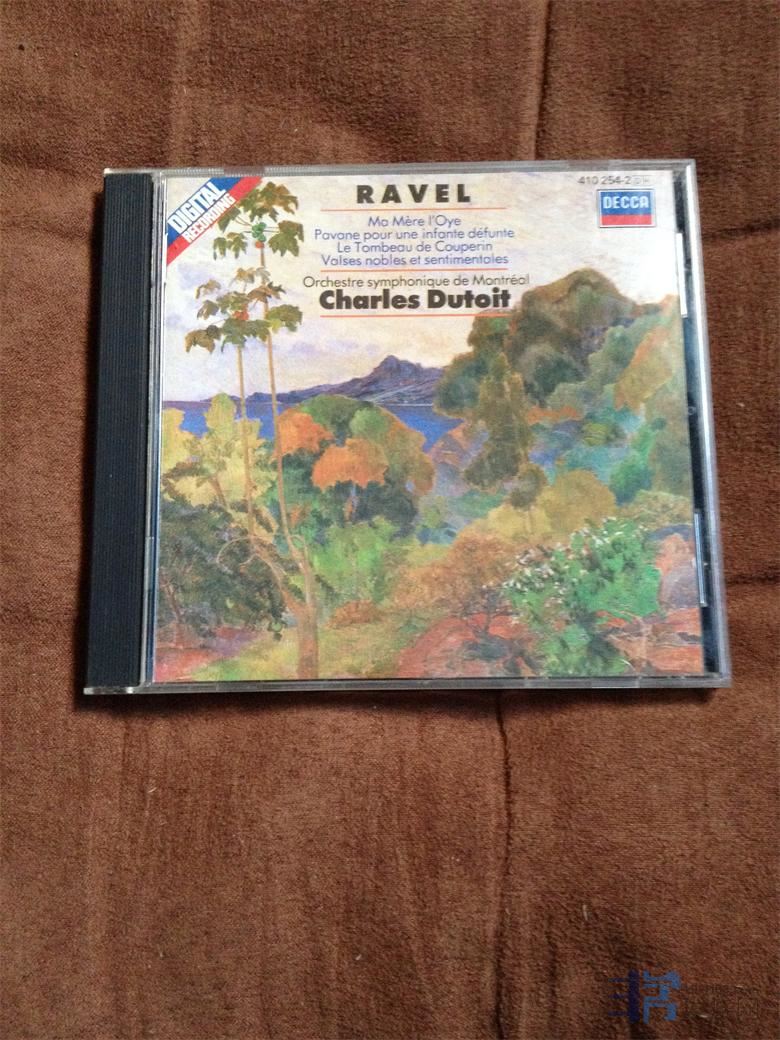 DIGITAL
RECORDING
RAVEL
410 254-2
DECCA
Ma Mère l'Oye
Pavane pour une infante défunte
Le Tombeau de Couperin
Valses nobles et sentimentales
Orchestre symphonique de Montréal
Charles Dutoit